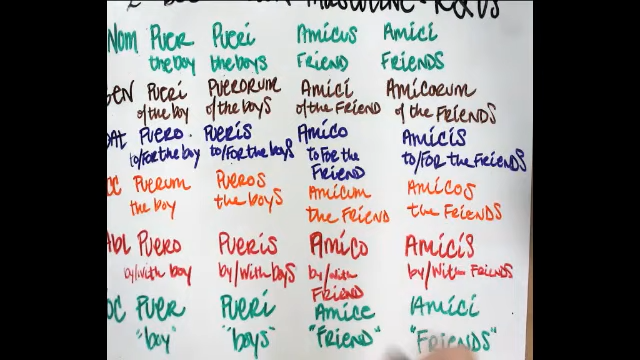 Masculine - R & US
Nom Puer Pueri Amicus Amici
the boy the boys Friend Friends
GEN Pueri Puerorum Amici Amicorum
of the boy of the boys of the Friend of the Friends
DAT Puero Pueris Amico Amicis
to/for the boy to/for the boys to/for the Friend to/for the Friends
CC Puerum Pueros Amicum Amicos
the boy the boys the Friend the Friends
Abl Puero Pueris Amico Amicis
by/with boy by/with boys by/with Friend by/with Friends
OC Puer Pueri Amice Amici
"boy" "boys" "Friend" "Friends"